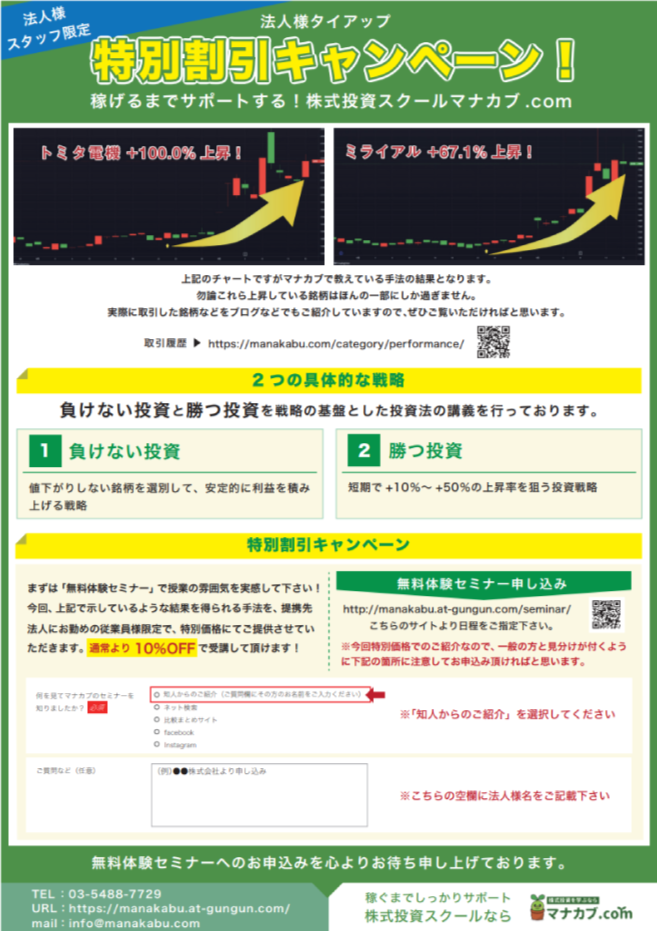 法人様
スタッフ限定
法人様タイアップ
特別割引キャンペーン！
稼げるまでサポートする！株式投資スクールマナカブ.com
トミタ電機 +100.0% 上昇！
ミライアル +67.1% 上昇！
上記のチャートですがマナカブで教えている手法の結果となります。
勿論これら上昇している銘柄はほんの一部にしか過ぎません。
実際に取引した銘柄などをブログなどでもご紹介していますので、ぜひご覧いただければと思います。
取引履歴 ▶ https://manakabu.com/category/performance/
2つの具体的な戦略
負けない投資と勝つ投資を戦略の基盤とした投資法の講義を行っております。
1 負けない投資
値下がりしない銘柄を選別して、安定的に利益を積み
上げる戦略
2 勝つ投資
短期で +10%～ +50%の上昇率を狙う投資戦略
特別割引キャンペーン
まずは「無料体験セミナー」で授業の雰囲気を実感して下さい！
今回、上記で示しているような結果を得られる手法を、提携先
法人にお勤めの従業員様限定で、特別価格にてご提供させてい
ただきます。通常より 10%OFF で受講して頂けます！
無料体験セミナー申し込み
http://manakabu.at-gungun.com/seminar/
こちらのサイトより日程をご指定下さい。
※今回特別価格でのご紹介なので、一般の方と見分けが付くよう
に下記の箇所に注意してお申込み頂ければと思います。
何を見てマナカブのセミナーを
知りましたか？ 必須
知人からのご紹介（ご質問欄にその方のお名前をご入力ください）
ネット検索
比較まとめサイト
facebook
Instagram
※「知人からのご紹介」を選択してください
ご質問など（任意）
(例)●●株式会社より申し込み
※こちらの空欄に法人様名をご記載下さい
無料体験セミナーへのお申込みを心よりお待ち申し上げております。
TEL：03-5488-7729
URL：https://manakabu.at-gungun.com/
mail：info@manakabu.com
稼ぐまでしっかりサポート
株式投資スクールなら
株式投資を学ぶなら
マナカブ.com